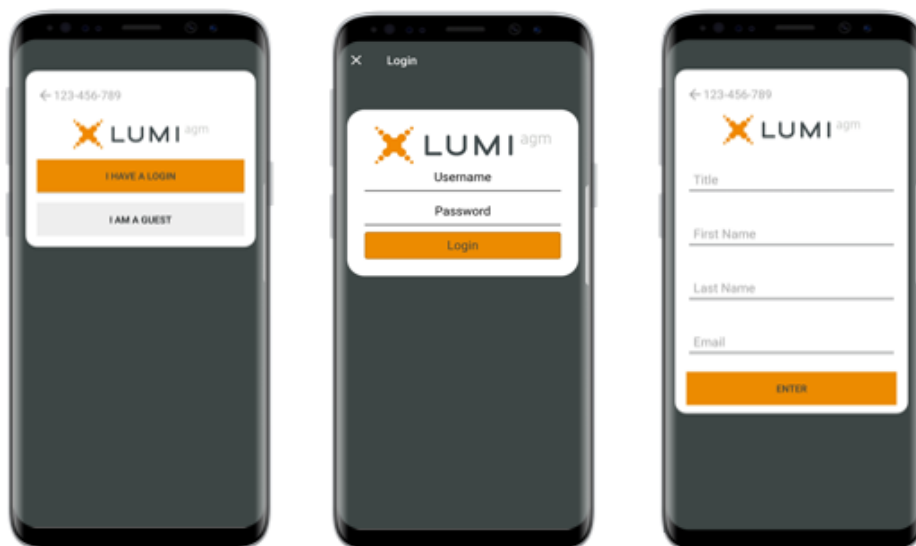 ←123-456-789
LUMI agm
I HAVE A LOGIN
I AM A GUEST
× Login
LUMI agm
Username
Password
Login
←123-456-789
LUMI agm
Title
First Name
Last Name
Email
ENTER